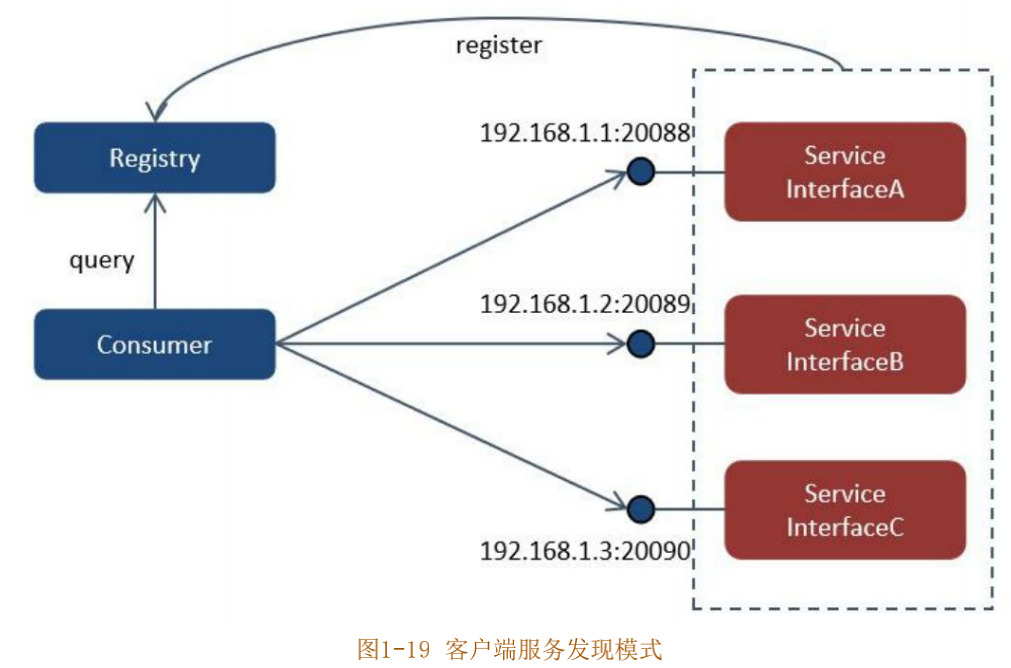 register
192.168.1.1:20088
Registry
Service
InterfaceA
query
192.168.1.2:20089
Consumer
Service
InterfaceB
Service
InterfaceC
192.168.1.3:20090
图1-19 客户端服务发现模式